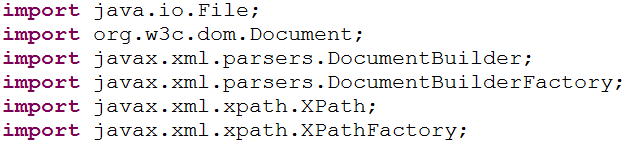 import java.io.File;
import org.w3c.dom.Document;
import javax.xml.parsers.DocumentBuilder;
import javax.xml.parsers.DocumentBuilderFactory;
import javax.xml.xpath.XPath;
import javax.xml.xpath.XPathFactory;